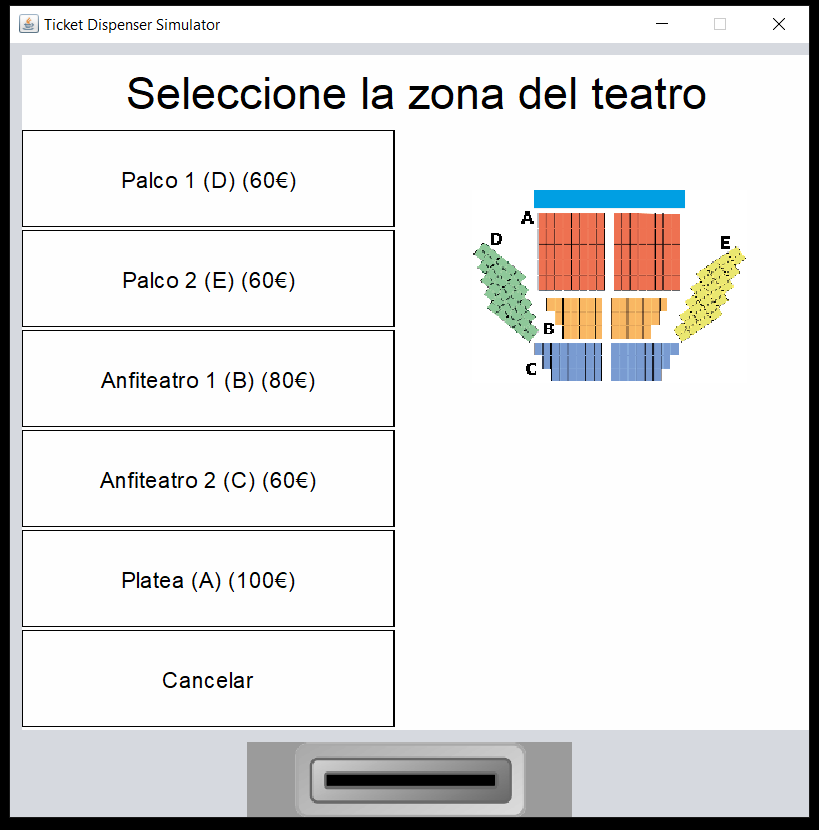 Ticket Dispenser Simulator
Seleccione la zona del teatro
Palco 1 (D) (60€)
Palco 2 (E) (60€)
Anfiteatro 1 (B) (80€)
Anfiteatro 2 (C) (60€)
Platea (A) (100€)
Cancelar
A
D
E
B
C